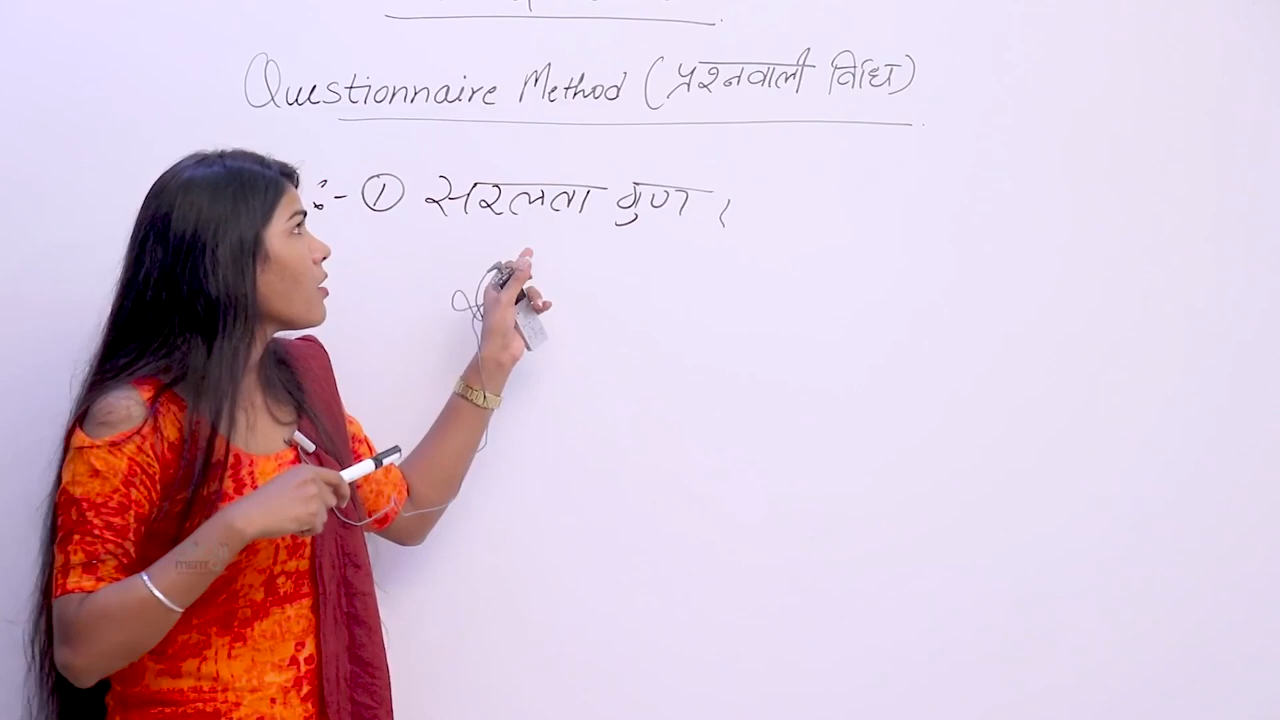 Questionnaire Method (प्रश्नवाली विधि)
:- ① सरलता गुण ।